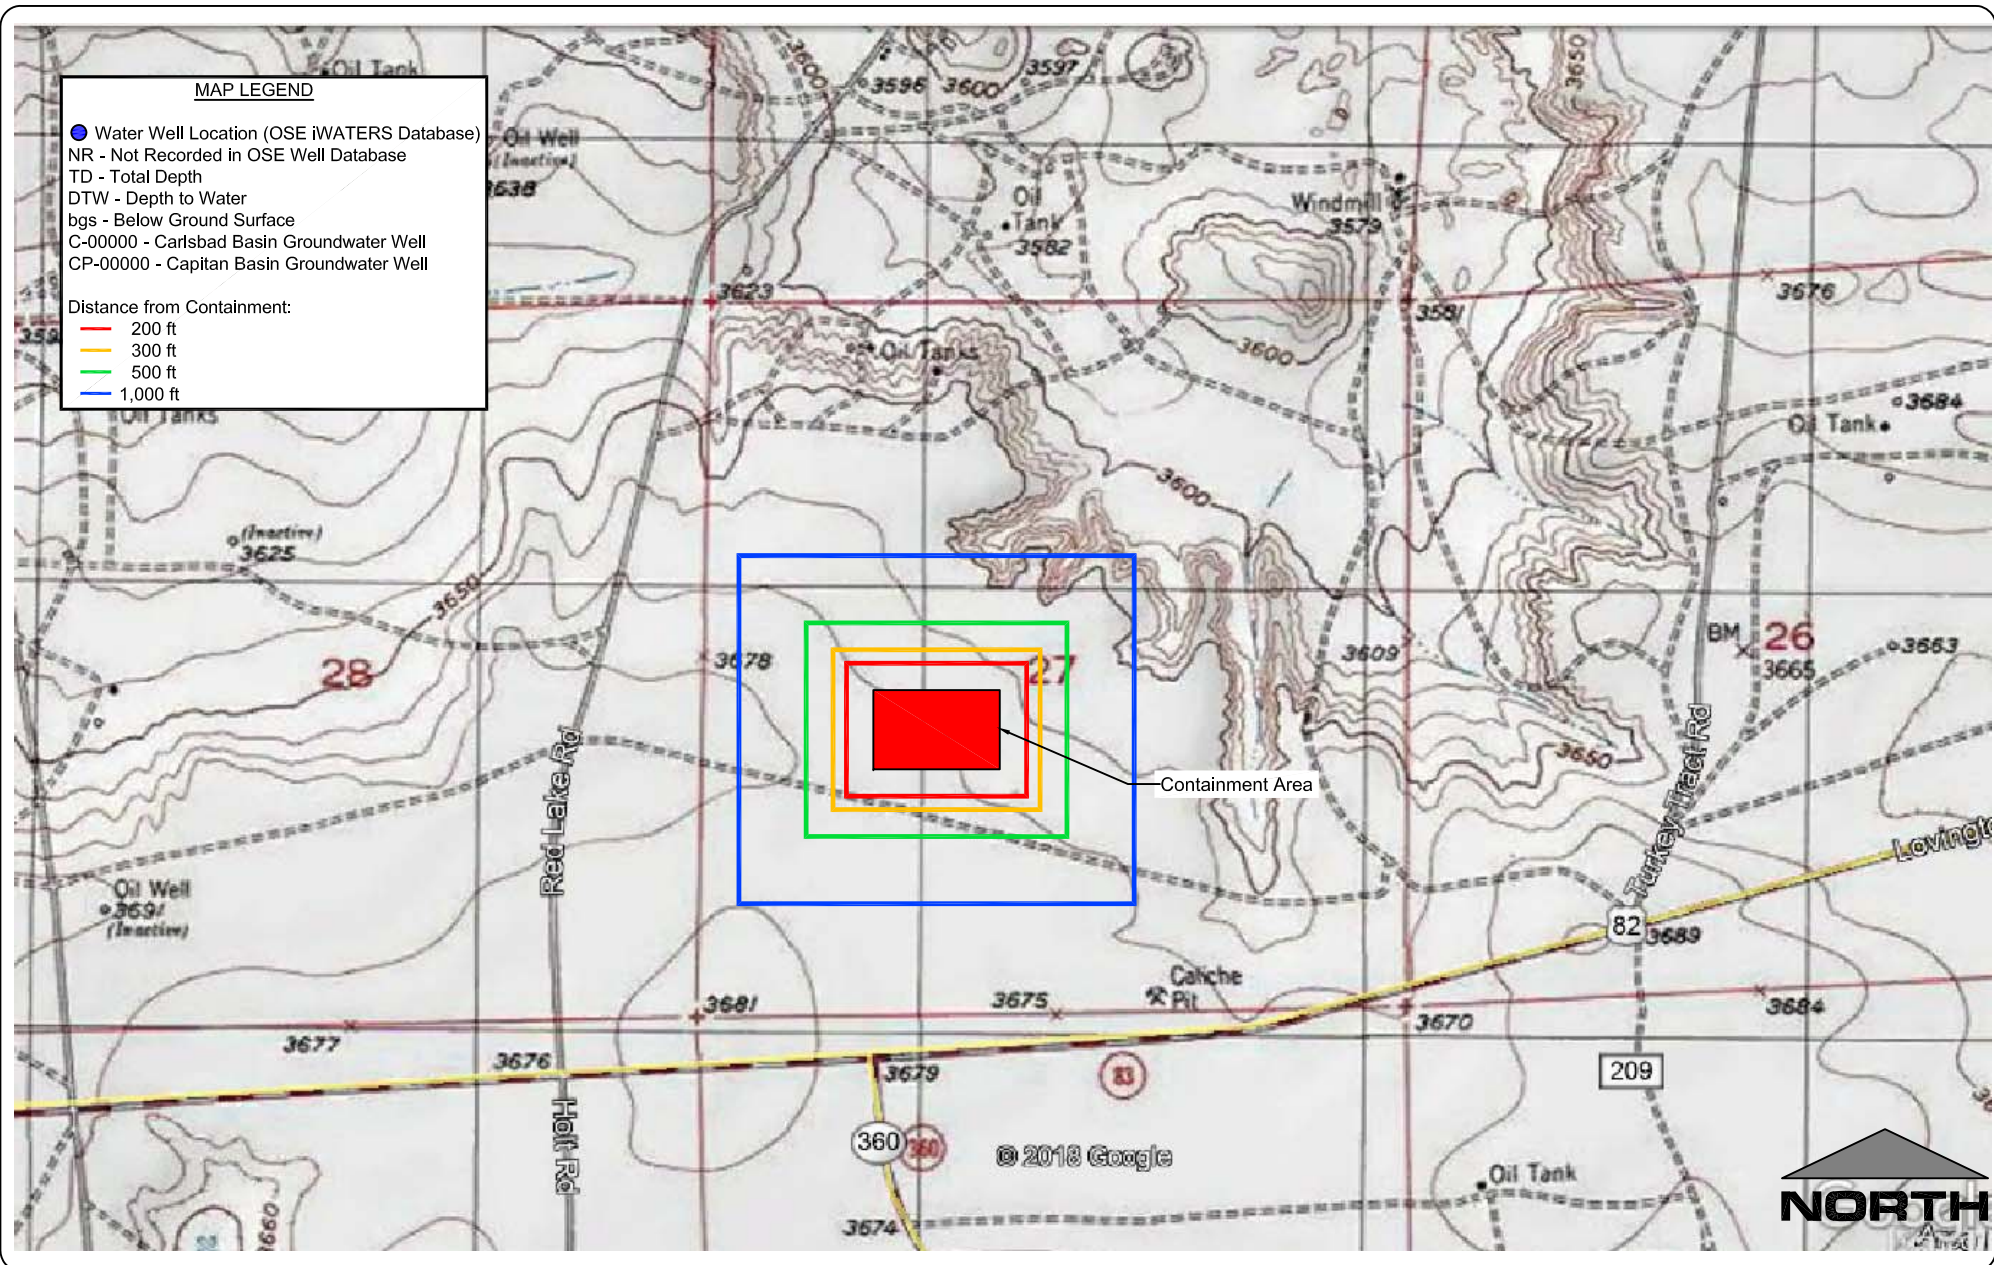 Oil Tank
MAP LEGEND
Water Well Location (OSE iWATERS Database)
NR - Not Recorded in OSE Well Database
TD - Total Depth
DTW - Depth to Water
bgs - Below Ground Surface
C-00000 - Carlsbad Basin Groundwater Well
CP-00000 - Capitan Basin Groundwater Well
Distance from Containment:
200 ft
300 ft
500 ft
1,000 ft
3600
3596
3600
3597
3650
Oil Well
(Inactive)
3638
Oil
Tank
3582
Windmill
3579
3623
3581
3676
3600
Oil Tanks
Oil Tanks
3684
Oil Tank
3600
(Inactive)
3625
3650
28
3678
27
3609
BM
26
3665
3663
3650
Red Lake Rd
Containment Area
Turkey Track Rd
Oil Well
3691
(Inactive)
82
3689
3681
3675
Caliche
Pit
3670
3684
3677
3676
3679
83
209
Holt Rd
360
360
© 2018 Google
Oil Tank
3674
3660
NORTH